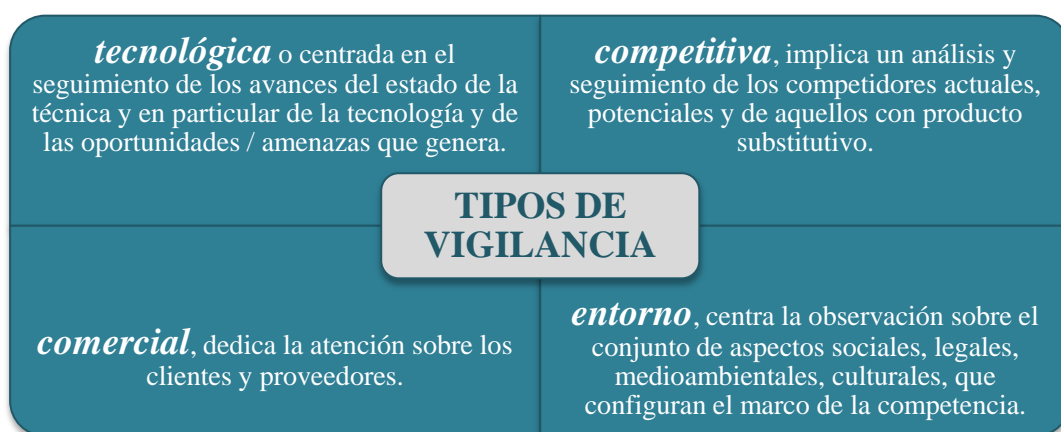 tecnológica o centrada en el
seguimiento de los avances del estado de la
técnica y en particular de la tecnología y de
las oportunidades / amenazas que genera.
competitiva, implica un análisis y
seguimiento de los competidores actuales,
potenciales y de aquellos con producto
substitutivo.
TIPOS DE
VIGILANCIA
comercial, dedica la atención sobre los
clientes y proveedores.
entorno, centra la observación sobre el
conjunto de aspectos sociales, legales,
medioambientales, culturales, que
configuran el marco de la competencia.